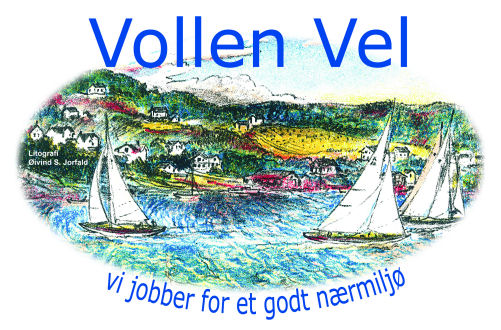 Vollen Vel
Litografi
Øivind S. Jorfald
vi jobber for et godt nærmiljø